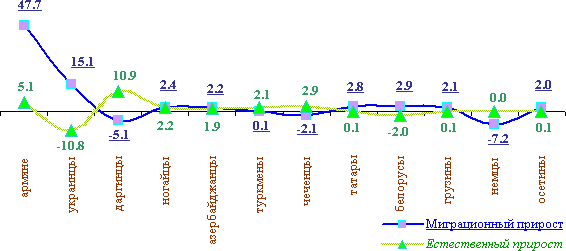 47.7
15.1
10.9
5.1
2.4
2.2
2.1
2.9
2.8
2.9
2.1
0.0
2.0
-10.8
-5.1
2.2
1.9
0.1
-2.1
0.1
-2.0
0.1
-7.2
0.1
армяне
украинцы
даргинцы
ногайцы
азербайджанцы
туркмены
чеченцы
татары
белорусы
грузины
немцы
осетины
Миграционный прирост
Естественный прирост